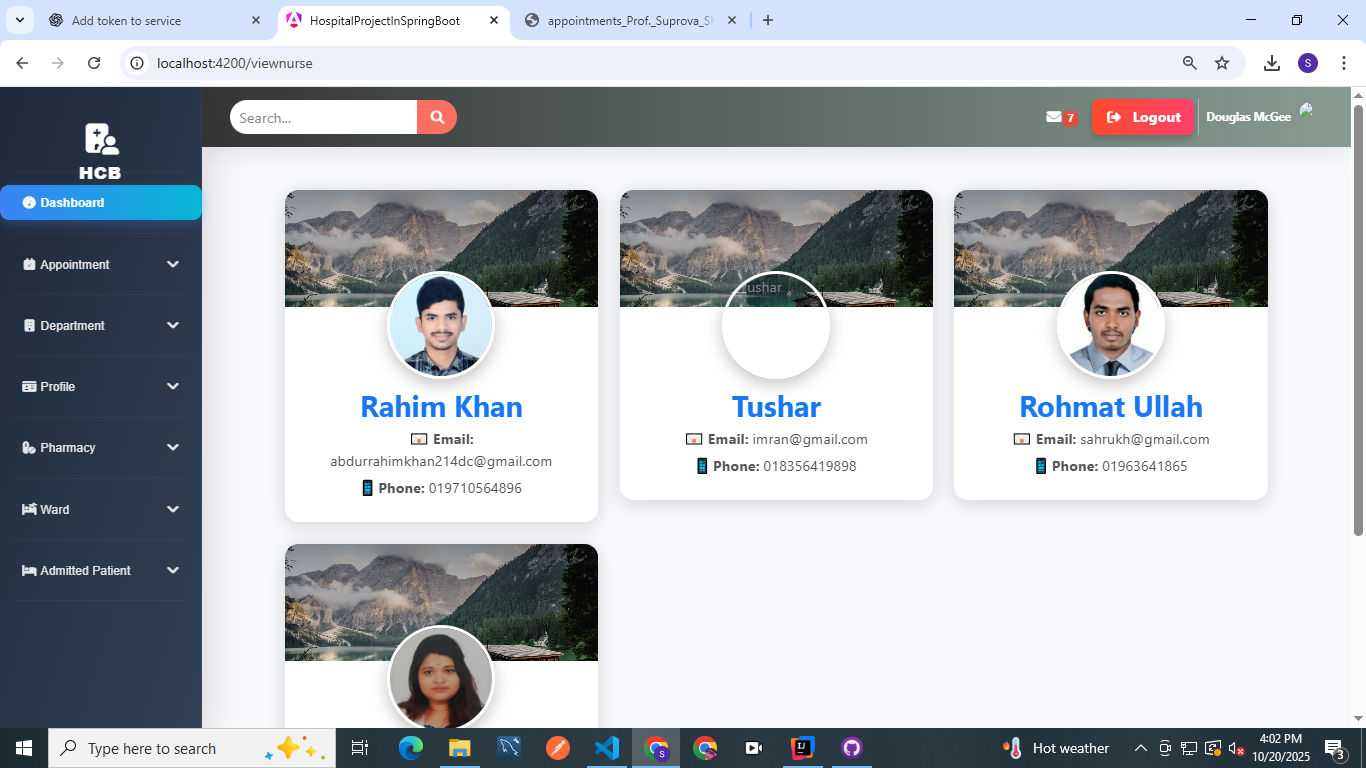 Add token to service
HospitalProjectInSpringBoot
appointments_Prof._Suprova_S
localhost:4200/viewnurse
S
HCB
Search...
7
Logout
Douglas McGee
Dashboard
Appointment
Department
Profile
Pharmacy
Ward
Admitted Patient
Rahim Khan
Email:
abdurrahimkhan214dc@gmail.com
Phone: 019710564896
Tushar
Tushar
Email: imran@gmail.com
Phone: 018356419898
Rohmat Ullah
Email: sahrukh@gmail.com
Phone: 01963641865
Type here to search
S
Hot weather
4:02 PM
10/20/2025
3